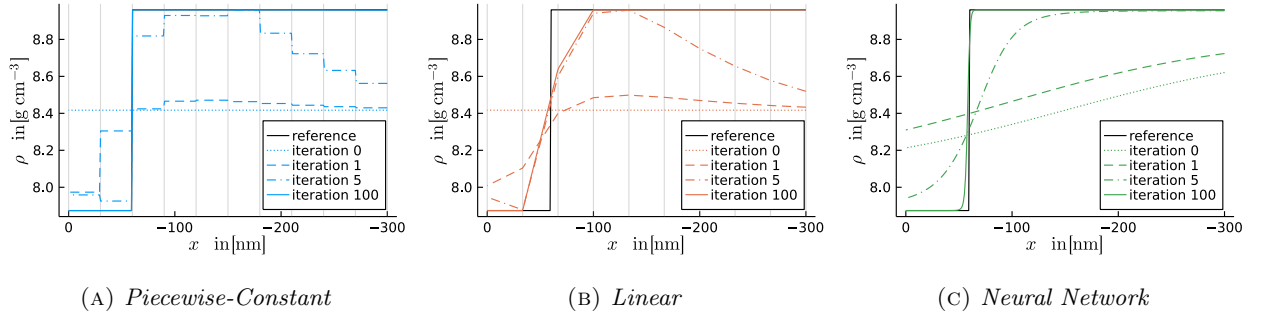 ρ in[g cm⁻³]
8.8
8.6
8.4
8.2
8.0
reference
iteration 0
iteration 1
iteration 5
iteration 100
0
−100
−200
−300
x in[nm]
(A) Piecewise-Constant
ρ in[g cm⁻³]
8.8
8.6
8.4
8.2
8.0
reference
iteration 0
iteration 1
iteration 5
iteration 100
0
−100
−200
−300
x in[nm]
(B) Linear
ρ in[g cm⁻³]
8.8
8.6
8.4
8.2
8.0
reference
iteration 0
iteration 1
iteration 5
iteration 100
0
−100
−200
−300
x in[nm]
(C) Neural Network